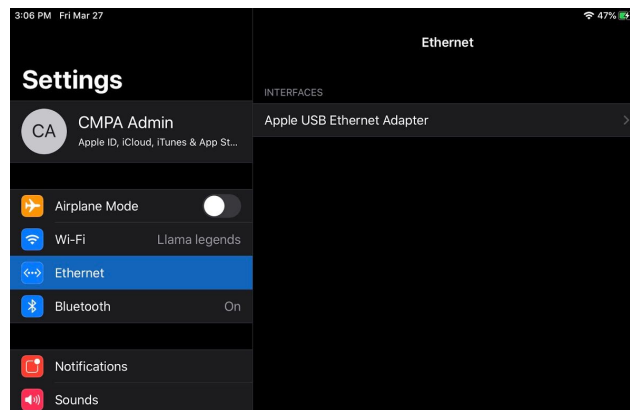 3:06 PM Fri Mar 27
47%
Ethernet
Settings
CA
CMPA Admin
Apple ID, iCloud, iTunes & App St...
Airplane Mode
Wi-Fi
Llama legends
Ethernet
Bluetooth
On
Notifications
Sounds
INTERFACES
Apple USB Ethernet Adapter